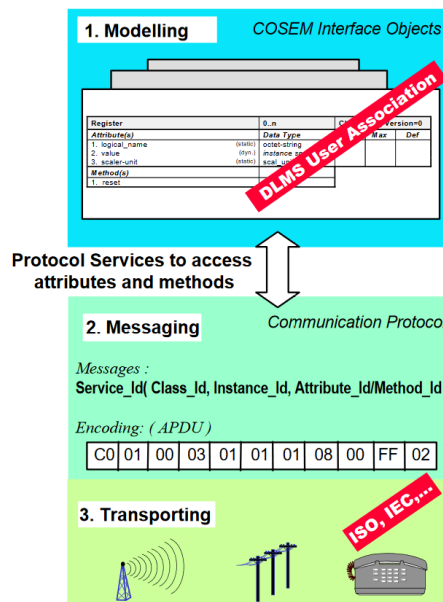 1. Modelling
COSEM Interface Objects
Register 0..n Version=0
Attribute(s) Data Type Max Def
1. logical_name (static) octet-string
2. value (dyn.) instance
3. scaler-unit (static)
Method(s)
1. reset
DLMS User Association
Protocol Services to access
attributes and methods
2. Messaging
Communication Protoco
Messages :
Service_Id( Class_Id, Instance_Id, Attribute_Id/Method_Id
Encoding: ( APDU )
C0 01 00 03 01 01 01 08 00 FF 02
3. Transporting
ISO, IEC,...